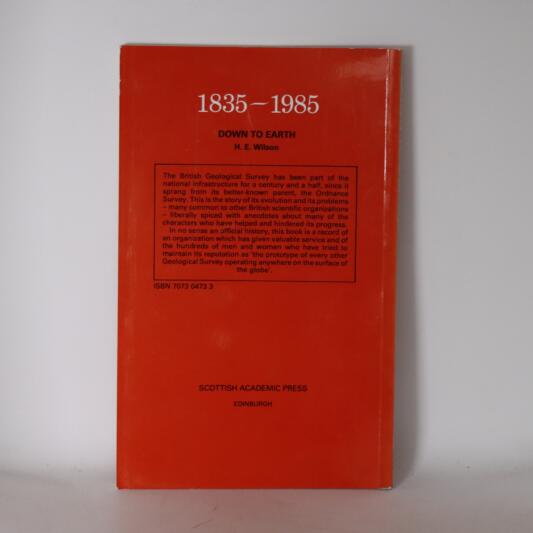 1835–1985
DOWN TO EARTH
H. E. Wilson
The British Geological Survey has been part of the
national infrastructure for a century and a half, since it
sprang from its better-known parent, the Ordnance
Survey. This is the story of its evolution and its problems
– many common to other British scientific organizations
– liberally spiced with anecdotes about many of the
characters who have helped and hindered its progress.
In no sense an official history, this book is a record of
an organization which has given valuable service and of
the hundreds of men and women who have tried to
maintain its reputation as 'the prototype of every other
Geological Survey operating anywhere on the surface of
the globe'.
ISBN 7073 0473 3
SCOTTISH ACADEMIC PRESS
EDINBURGH